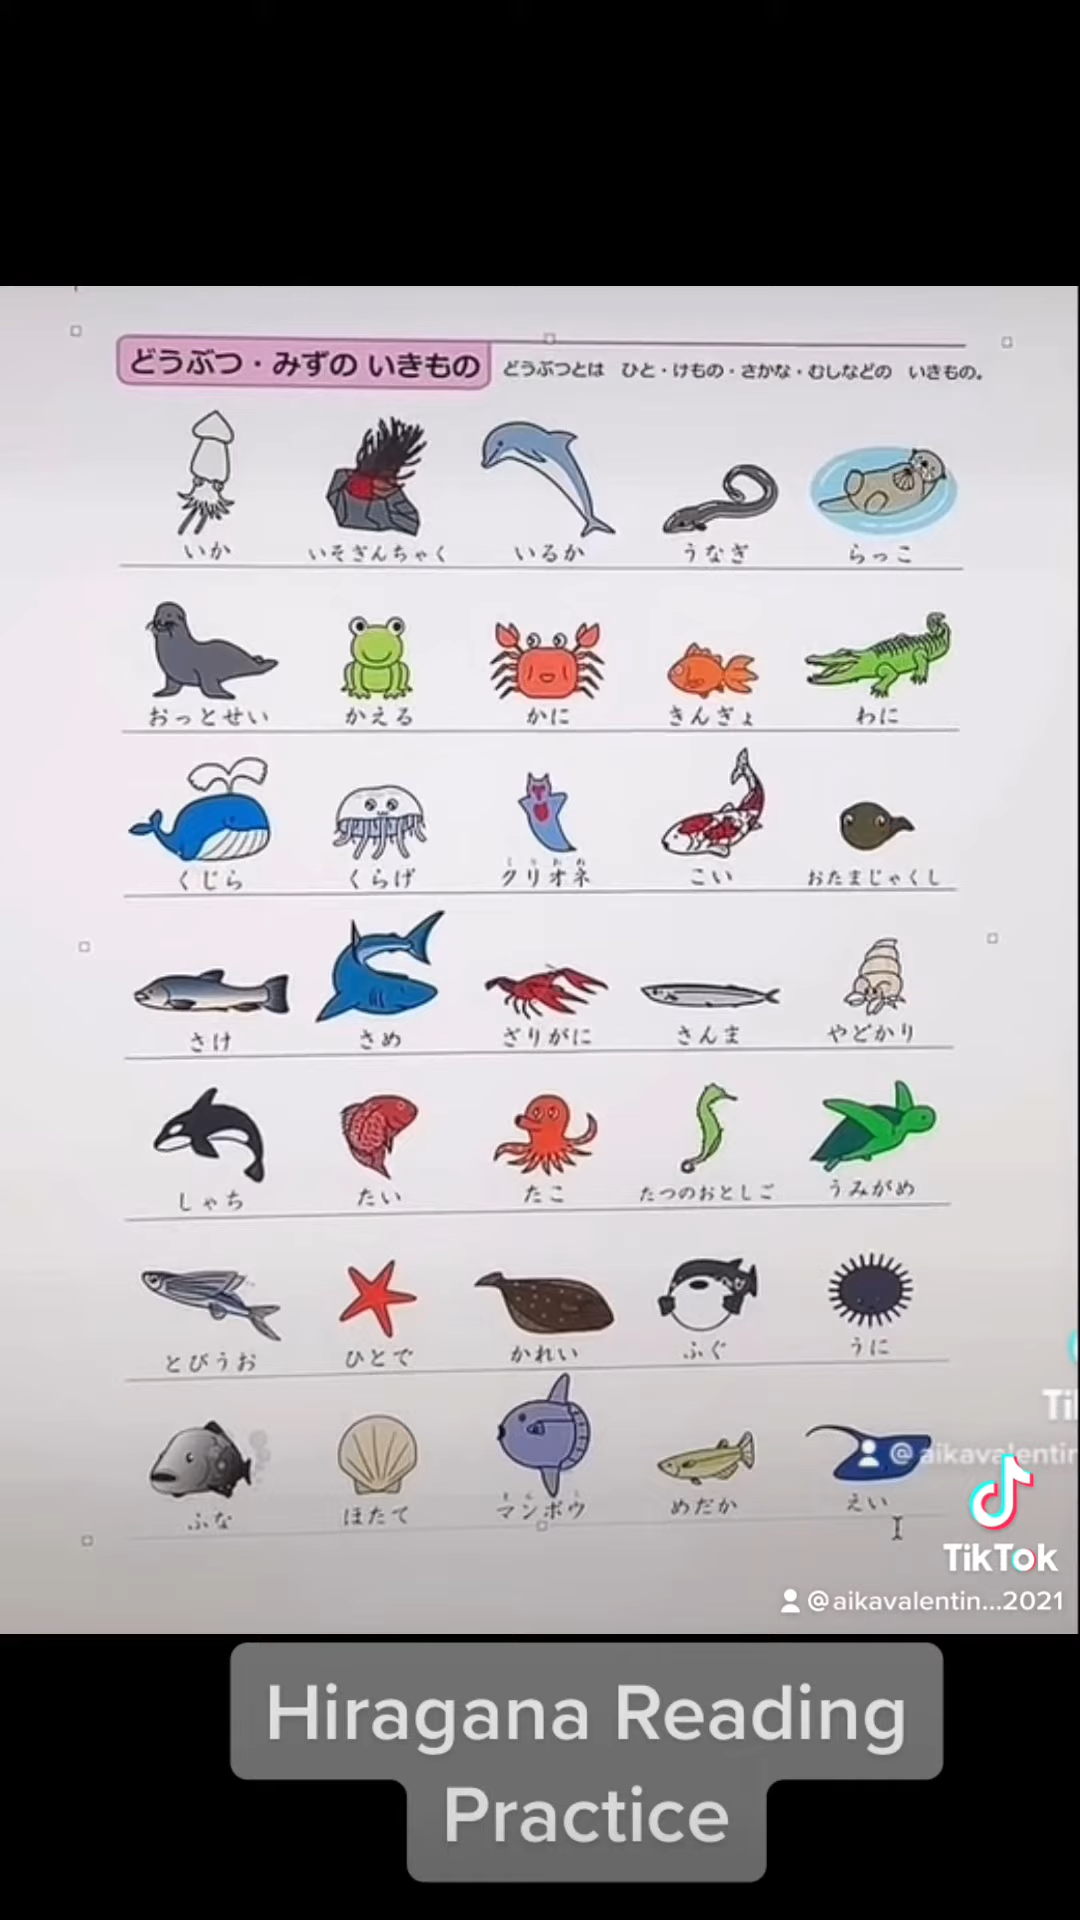 どうぶつ・みずの いきもの
どうぶつとは ひと・けもの・さかな・むしなどの いきもの。
いか いそぎんちゃく いるか うなぎ らっこ
おっとせい かえる かに きんぎょ わに
くじら くらげ クリオネ こい おたまじゃくし
さけ さめ ざりがに さんま やどかり
しゃち たい たこ たつのおとしご うみがめ
とびうお ひとで かれい ふぐ うに
ふな ほたて マンボウ めだか えい
@aikavalentin
TikTok
@aikavalentin...2021
Hiragana Reading
Practice